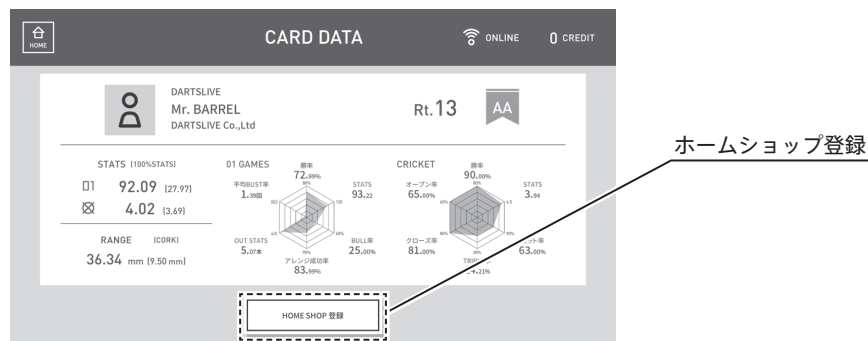 HOME
CARD DATA
ONLINE
0 CREDIT
DARTSLIVE
Mr. BARREL
DARTSLIVE Co.,Ltd
Rt.13
AA
STATS (100%STATS)
01 92.09 (27.97)
4.02 (3.69)
RANGE (CORK)
36.34 mm (9.50 mm)
01 GAMES
勝率
72.99%
平均BUST率
1.39回
STATS
93.22
OUT STATS
5.07本
BULL率
25.00%
アレンジ成功率
83.99%
CRICKET
勝率
90.00%
オープン率
65.00%
STATS
3.94
クローズ率
81.00%
63.00%
HOME SHOP 登録
ホームショップ登録